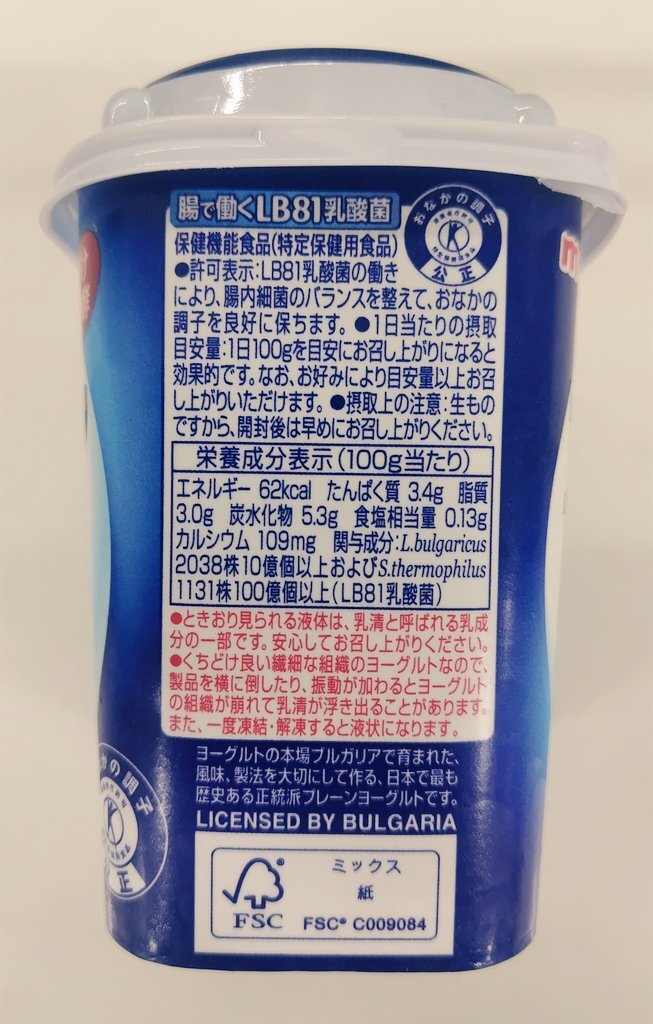 腸で働くLB81乳酸菌
おなかの調子
公正
保健機能食品(特定保健用食品)
●許可表示:LB81乳酸菌の働き
により、腸内細菌のバランスを整えて、おなかの
調子を良好に保ちます。●1日当たりの摂取
目安量:1日100gを目安にお召し上がりになると
効果的です。なお、お好みにより目安量以上お召
し上がりいただけます。●摂取上の注意:生もの
ですから、開封後は早めにお召し上がりください。
栄養成分表示(100g当たり)
エネルギー 62kcal たんぱく質 3.4g 脂質
3.0g 炭水化物 5.3g 食塩相当量 0.13g
カルシウム 109mg 関与成分:L.bulgaricus
2038株10億個以上およびS.thermophilus
1131株100億個以上(LB81乳酸菌)
●ときおり見られる液体は、乳清と呼ばれる乳成
分の一部です。安心してお召し上がりください。
●くちどけ良い繊細な組織のヨーグルトなので、
製品を横に倒したり、振動が加わるとヨーグルト
の組織が崩れて乳清が浮き出ることがあります。
また、一度凍結・解凍すると液状になります。
ヨーグルトの本場ブルガリアで育まれた、
風味、製法を大切にして作る、日本で最も
歴史ある正統派プレーンヨーグルトです。
LICENSED BY BULGARIA
かの調子
公正
FSC
ミックス
紙
FSC® C009084